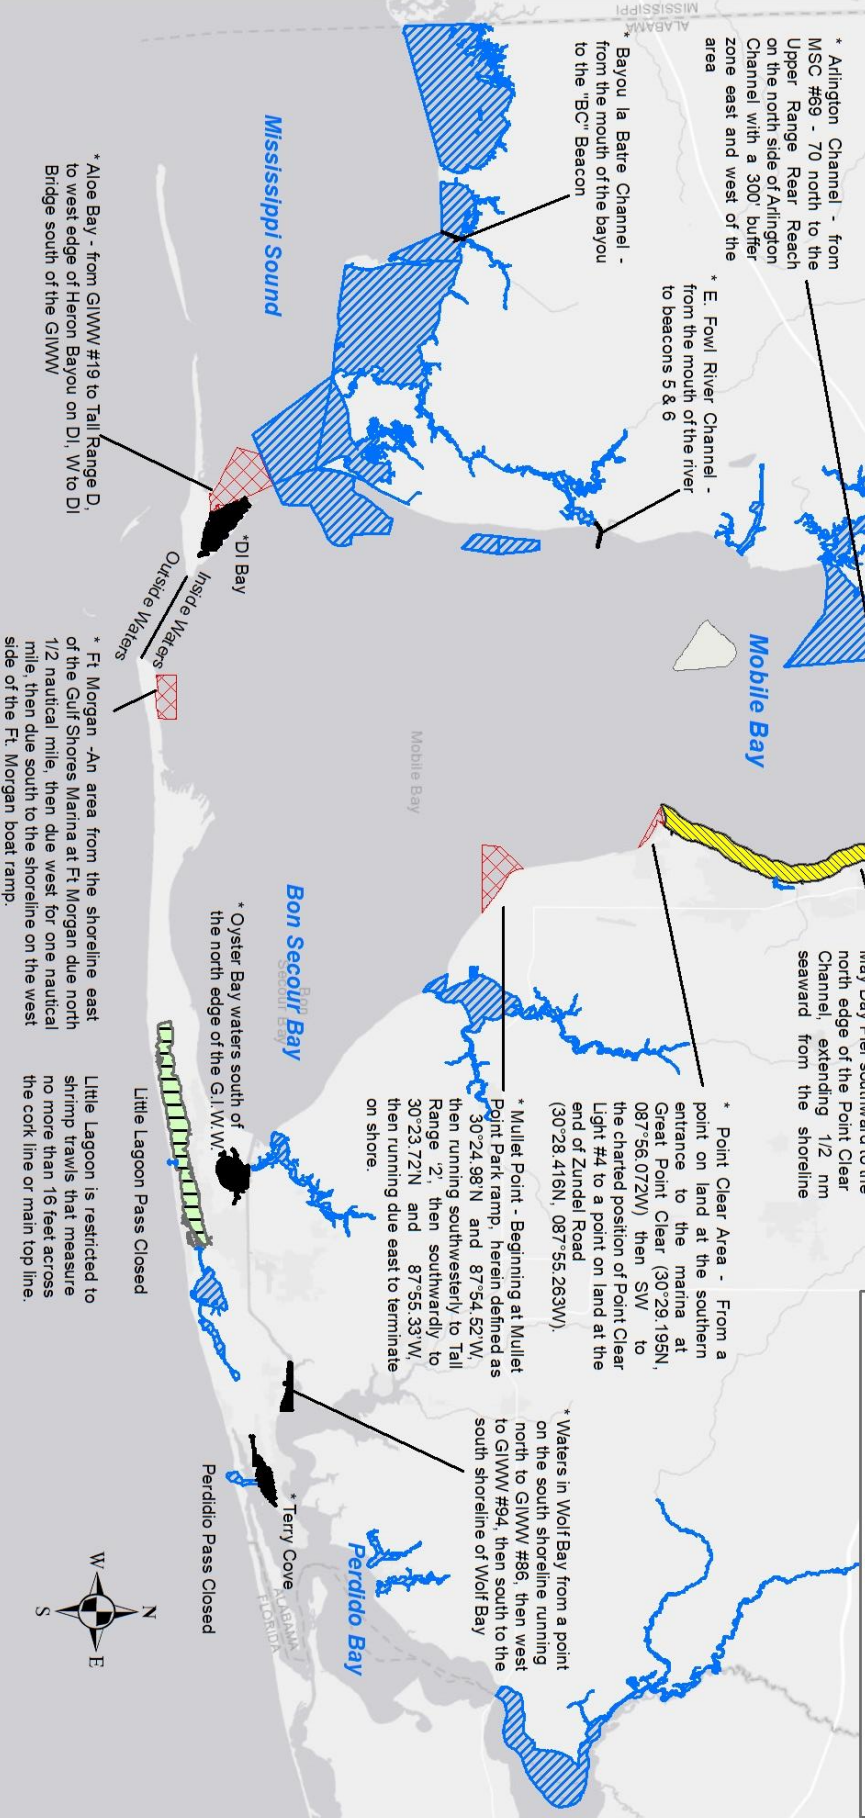 MISSISSIPPI
ALABAMA
* Arlington Channel - from
MSC #69 - 70 north to the
Upper Range Rear Reach
on the north side of Arlington
Channel with a 300' buffer
zone east and west of the
area
* Bayou la Batre Channel -
from the mouth of the bayou
to the "BC" Beacon
* E. Fowl River Channel -
from the mouth of the river
to beacons 5 & 6
Mississippi Sound
* Aloe Bay - from GIWW #19 to Tall Range D,
to west edge of Heron Bayou on DI, W to DI
Bridge south of the GIWW
*DI Bay
Inside Waters
Outside Waters
Mobile Bay
Mobile Bay
* Ft Morgan -An area from the shoreline east
of the Gulf Shores Marina at Ft Morgan due north
1/2 nautical mile, then due west for one nautical
mile, then due south to the shoreline on the west
side of the Ft. Morgan boat ramp.
May Day Pier southward to the
north edge of the Point Clear
Channel, extending 1/2 nm
seaward from the shoreline
Bon Secour Bay
Bon
Secour Bay
* Oyster Bay waters south of
the north edge of the G.I.W.W.
* Point Clear Area - From a
point on land at the southern
entrance to the marina at
Great Point Clear (30°29.195N,
087°56.072W) then SW to
the charted position of Point Clear
Light #4 to a point on land at the
end of Zundel Road
(30°28.416N, 087°55.263W).
* Mullet Point - Beginning at Mullet
Point Park ramp, herein defined as
30°24.98'N and 87°54.52'W,
then running southwesterly to Tall
Range '2', then southwardly to
30°23.72'N and 87°55.33'W,
then running due east to terminate
on shore.
Little Lagoon Pass Closed
Little Lagoon is restricted to
shrimp trawls that measure
no more than 16 feet across
the cork line or main top line.
* Waters in Wolf Bay from a point
on the south shoreline running
north to GIWW #86, then west
to GIWW #94, then south to the
south shoreline of Wolf Bay
* Terry Cove
Perdidio Pass Closed
Perdido Bay
ALABAMA
FLORIDA
N
W
E
S